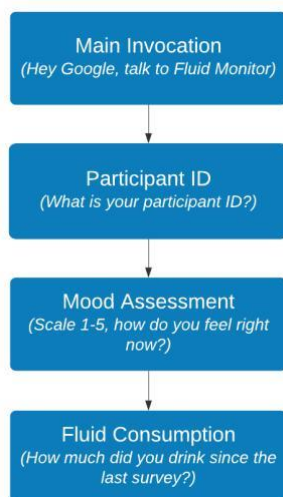 Main Invocation
(Hey Google, talk to Fluid Monitor)
Participant ID
(What is your participant ID?)
Mood Assessment
(Scale 1-5, how do you feel right
now?)
Fluid Consumption
(How much did you drink since the
last survey?)